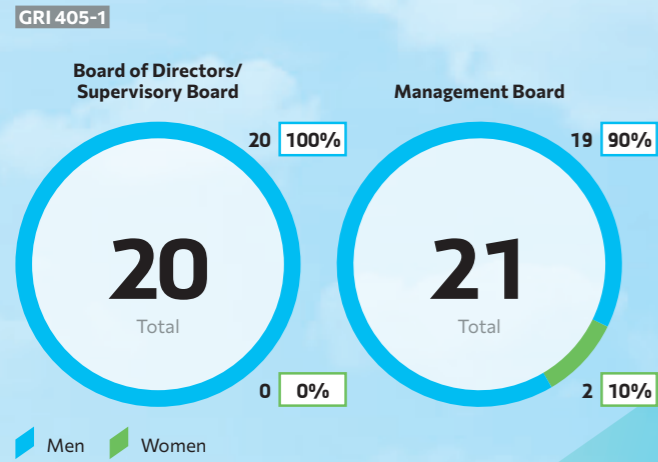 GRI 405-1
Board of Directors/
Supervisory Board
20 100%
20
Total
0 0%
Management Board
19 90%
21
Total
2 10%
Men Women